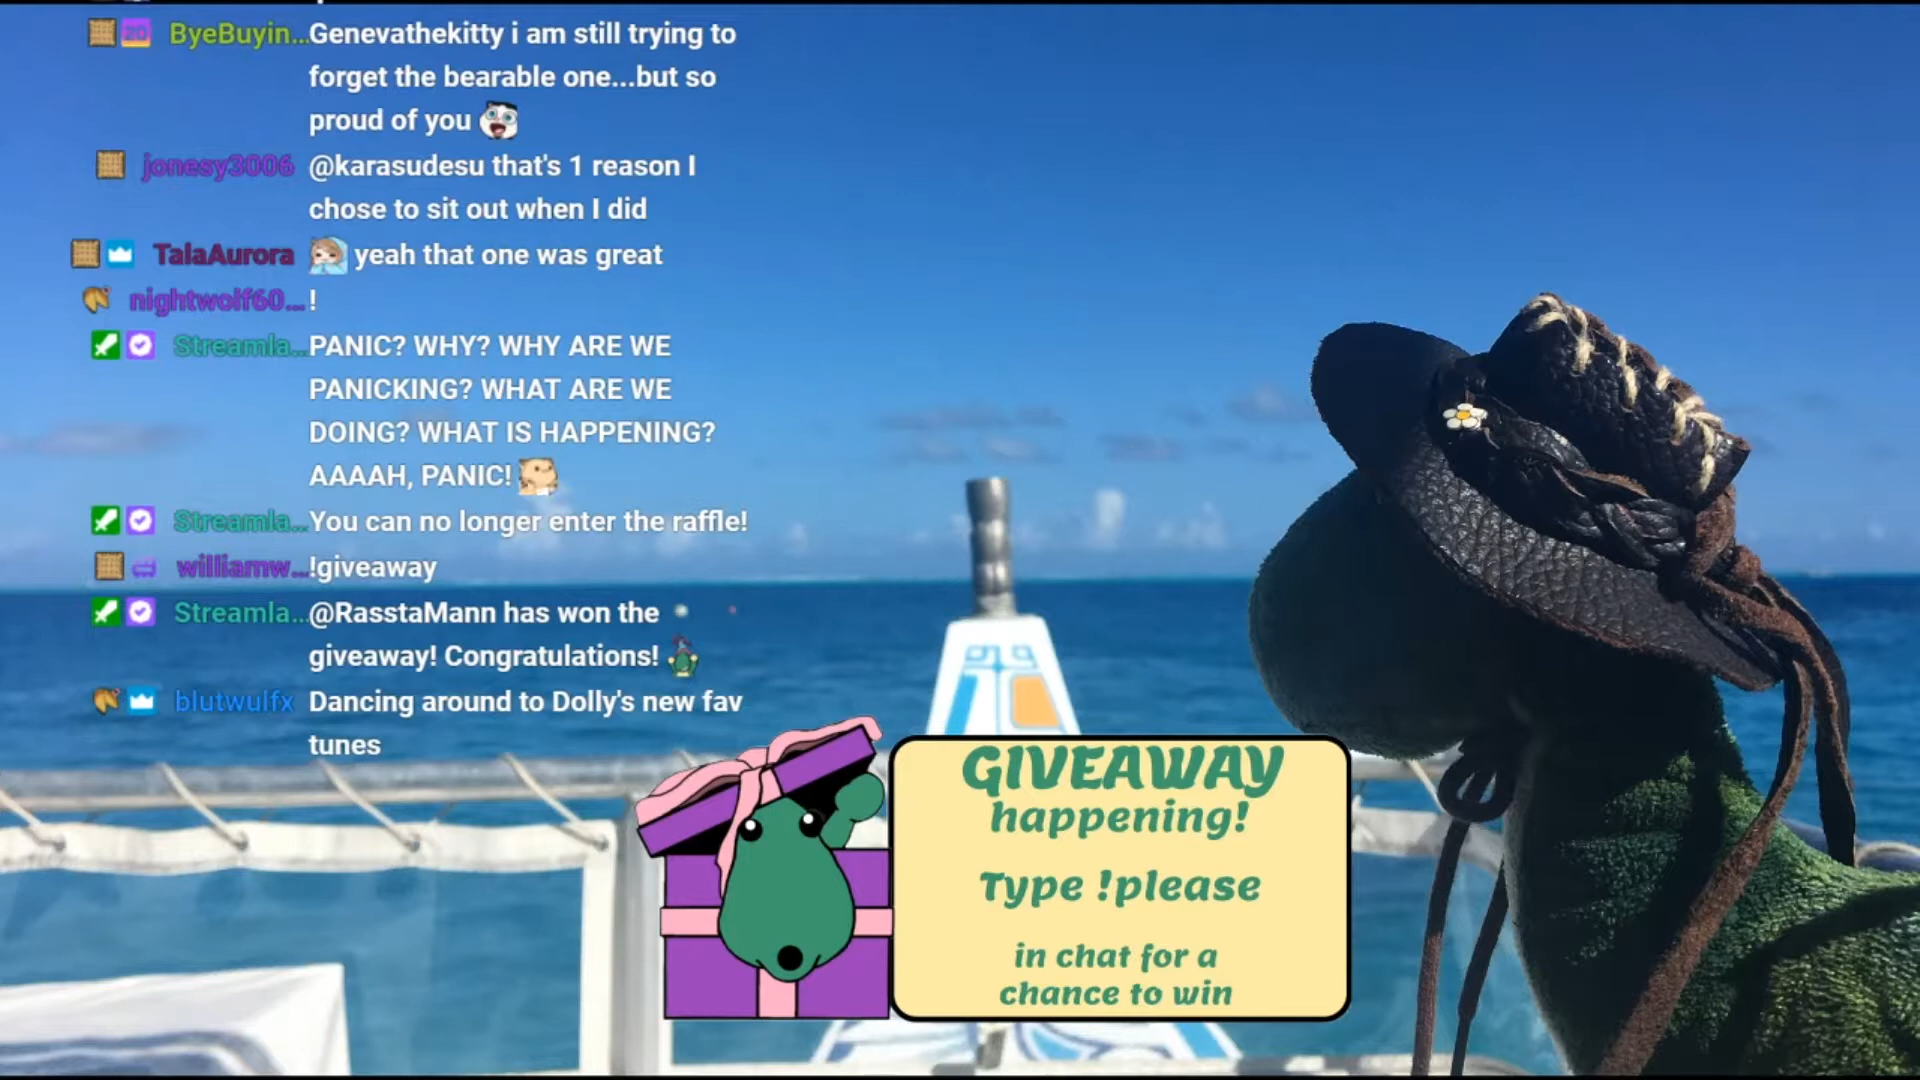 ByeBuyin... Genevathekitty i am still trying to
forget the bearable one...but so
proud of you
jonesy3006 @karasudesu that's 1 reason I
chose to sit out when I did
TalaAurora yeah that one was great
nightwolf60... !
Streamla... PANIC? WHY? WHY ARE WE
PANICKING? WHAT ARE WE
DOING? WHAT IS HAPPENING?
AAAAH, PANIC!
Streamla... You can no longer enter the raffle!
williamw... !giveaway
Streamla... @RasstaMann has won the
giveaway! Congratulations!
blutwulfx Dancing around to Dolly's new fav
tunes
GIVEAWAY
happening!
Type !please
in chat for a
chance to win